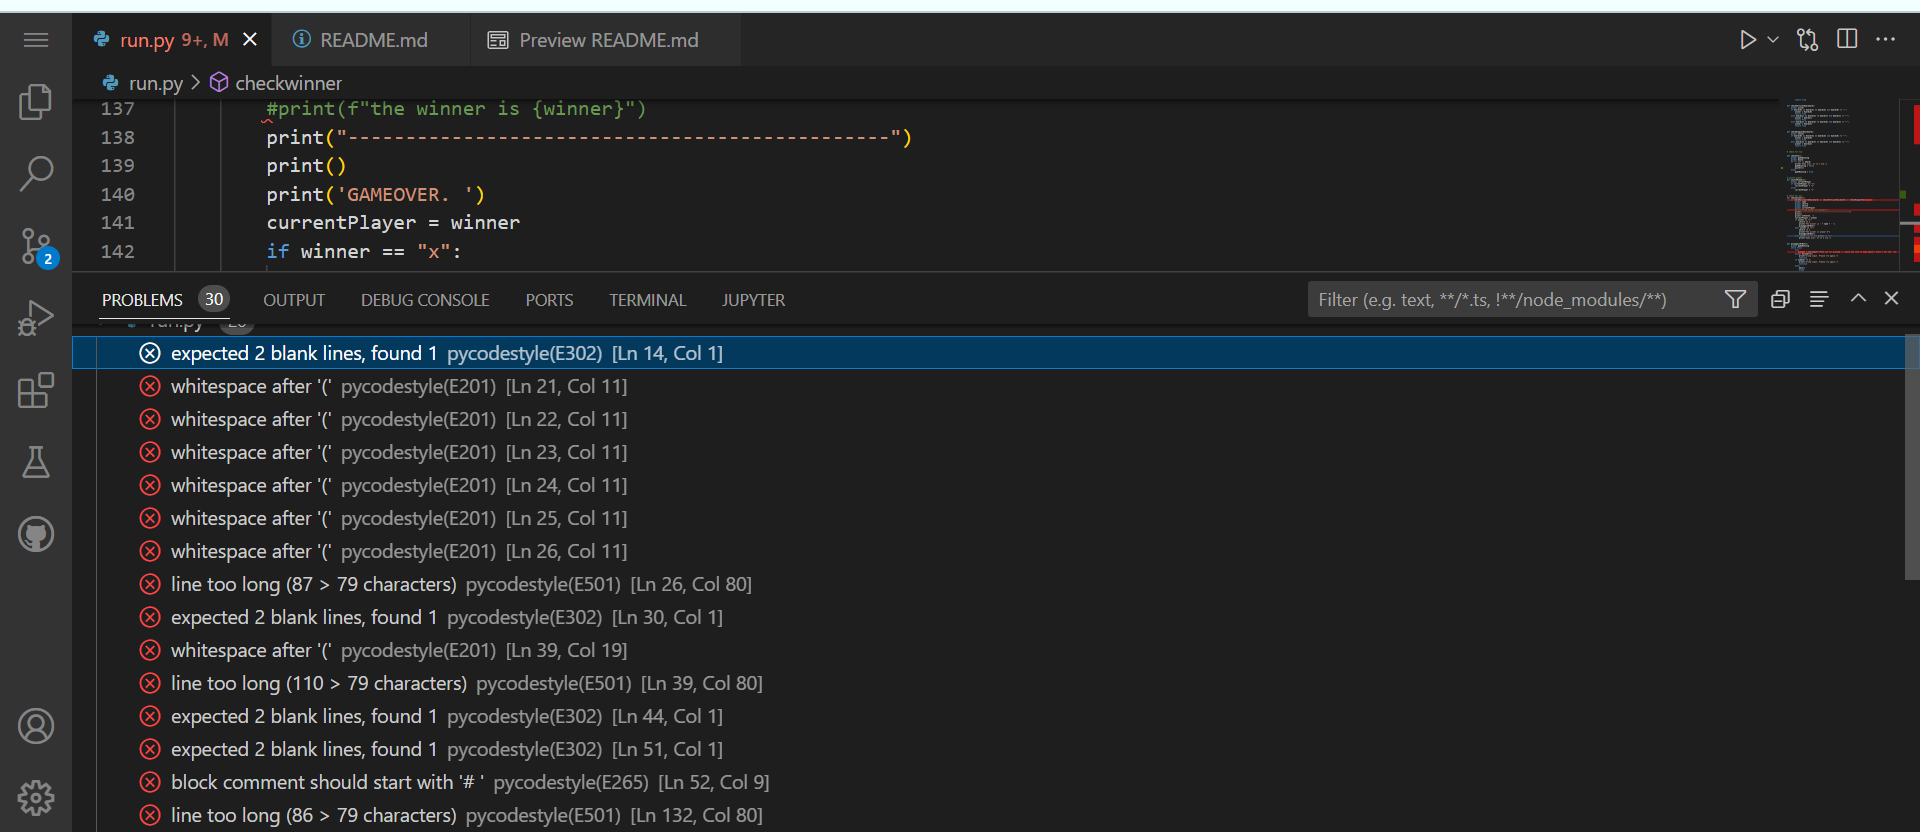 run.py 9+, M
README.md
Preview README.md
run.py > checkwinner
137 #print(f"the winner is {winner}")
138 print("-----------------------------------------------")
139 print()
140 print('GAMEOVER. ')
141 currentPlayer = winner
142 if winner == "x":
2
PROBLEMS 30 OUTPUT DEBUG CONSOLE PORTS TERMINAL JUPYTER
Filter (e.g. text, **/*.ts, !**/node_modules/**)
run.py
expected 2 blank lines, found 1 pycodestyle(E302) [Ln 14, Col 1]
whitespace after '(' pycodestyle(E201) [Ln 21, Col 11]
whitespace after '(' pycodestyle(E201) [Ln 22, Col 11]
whitespace after '(' pycodestyle(E201) [Ln 23, Col 11]
whitespace after '(' pycodestyle(E201) [Ln 24, Col 11]
whitespace after '(' pycodestyle(E201) [Ln 25, Col 11]
whitespace after '(' pycodestyle(E201) [Ln 26, Col 11]
line too long (87 > 79 characters) pycodestyle(E501) [Ln 26, Col 80]
expected 2 blank lines, found 1 pycodestyle(E302) [Ln 30, Col 1]
whitespace after '(' pycodestyle(E201) [Ln 39, Col 19]
line too long (110 > 79 characters) pycodestyle(E501) [Ln 39, Col 80]
expected 2 blank lines, found 1 pycodestyle(E302) [Ln 44, Col 1]
expected 2 blank lines, found 1 pycodestyle(E302) [Ln 51, Col 1]
block comment should start with '# ' pycodestyle(E265) [Ln 52, Col 9]
line too long (86 > 79 characters) pycodestyle(E501) [Ln 132, Col 80]